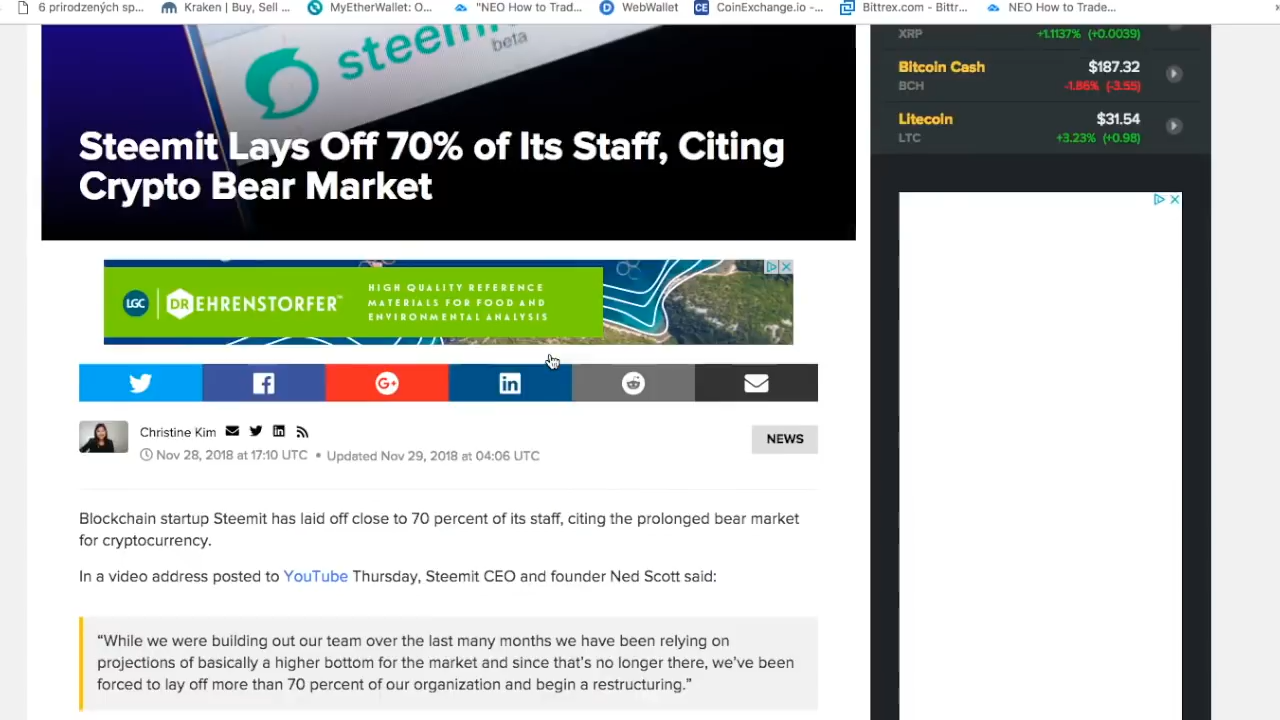 6 prirodzených sp... Kraken | Buy, Sell ... MyEtherWallet: O... "NEO How to Trad... WebWallet CoinExchange.io -... Bittrex.com - Bittr... NEO How to Trade...
steemit
beta
Steemit Lays Off 70% of Its Staff, Citing
Crypto Bear Market
XRP +1.1137% (+0.0039)
Bitcoin Cash $187.32
BCH -1.86% (-3.55)
Litecoin $31.54
LTC +3.23% (+0.98)
LGC DR EHRENSTORFER™
HIGH QUALITY REFERENCE
MATERIALS FOR FOOD AND
ENVIRONMENTAL ANALYSIS
Christine Kim
Nov 28, 2018 at 17:10 UTC • Updated Nov 29, 2018 at 04:06 UTC
NEWS
Blockchain startup Steemit has laid off close to 70 percent of its staff, citing the prolonged bear market
for cryptocurrency.
In a video address posted to YouTube Thursday, Steemit CEO and founder Ned Scott said:
“While we were building out our team over the last many months we have been relying on
projections of basically a higher bottom for the market and since that’s no longer there, we’ve been
forced to lay off more than 70 percent of our organization and begin a restructuring.”